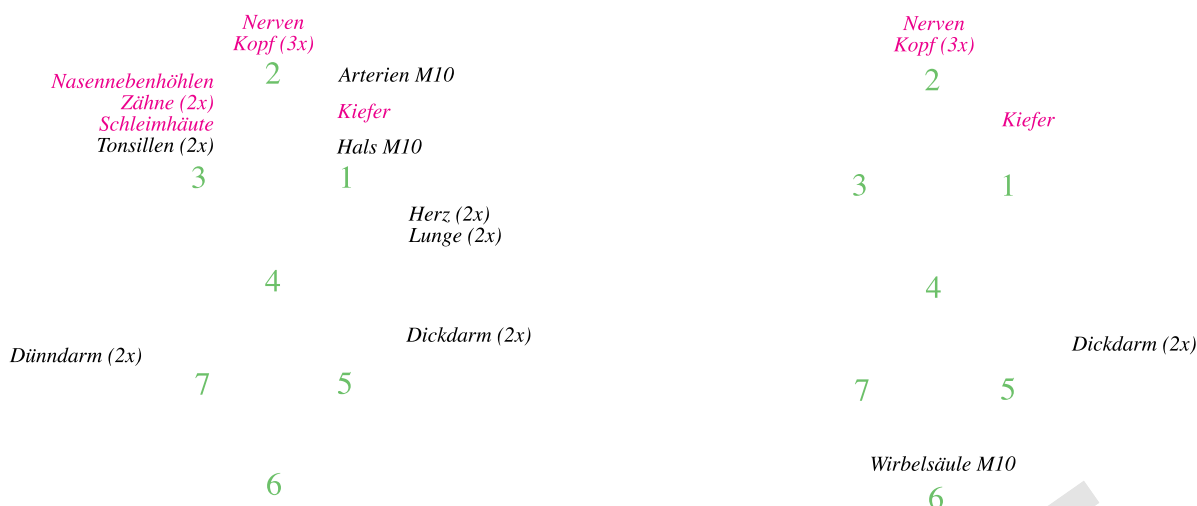 Nerven
Kopf (3x)
2
Arterien M10
Nasennebenhöhlen
Zähne (2x)
Schleimhäute
Tonsillen (2x)
Kiefer
Hals M10
3
1
Herz (2x)
Lunge (2x)
4
Dickdarm (2x)
Dünndarm (2x)
7
5
6
Nerven
Kopf (3x)
2
Kiefer
3
1
4
Dickdarm (2x)
7
5
Wirbelsäule M10
6